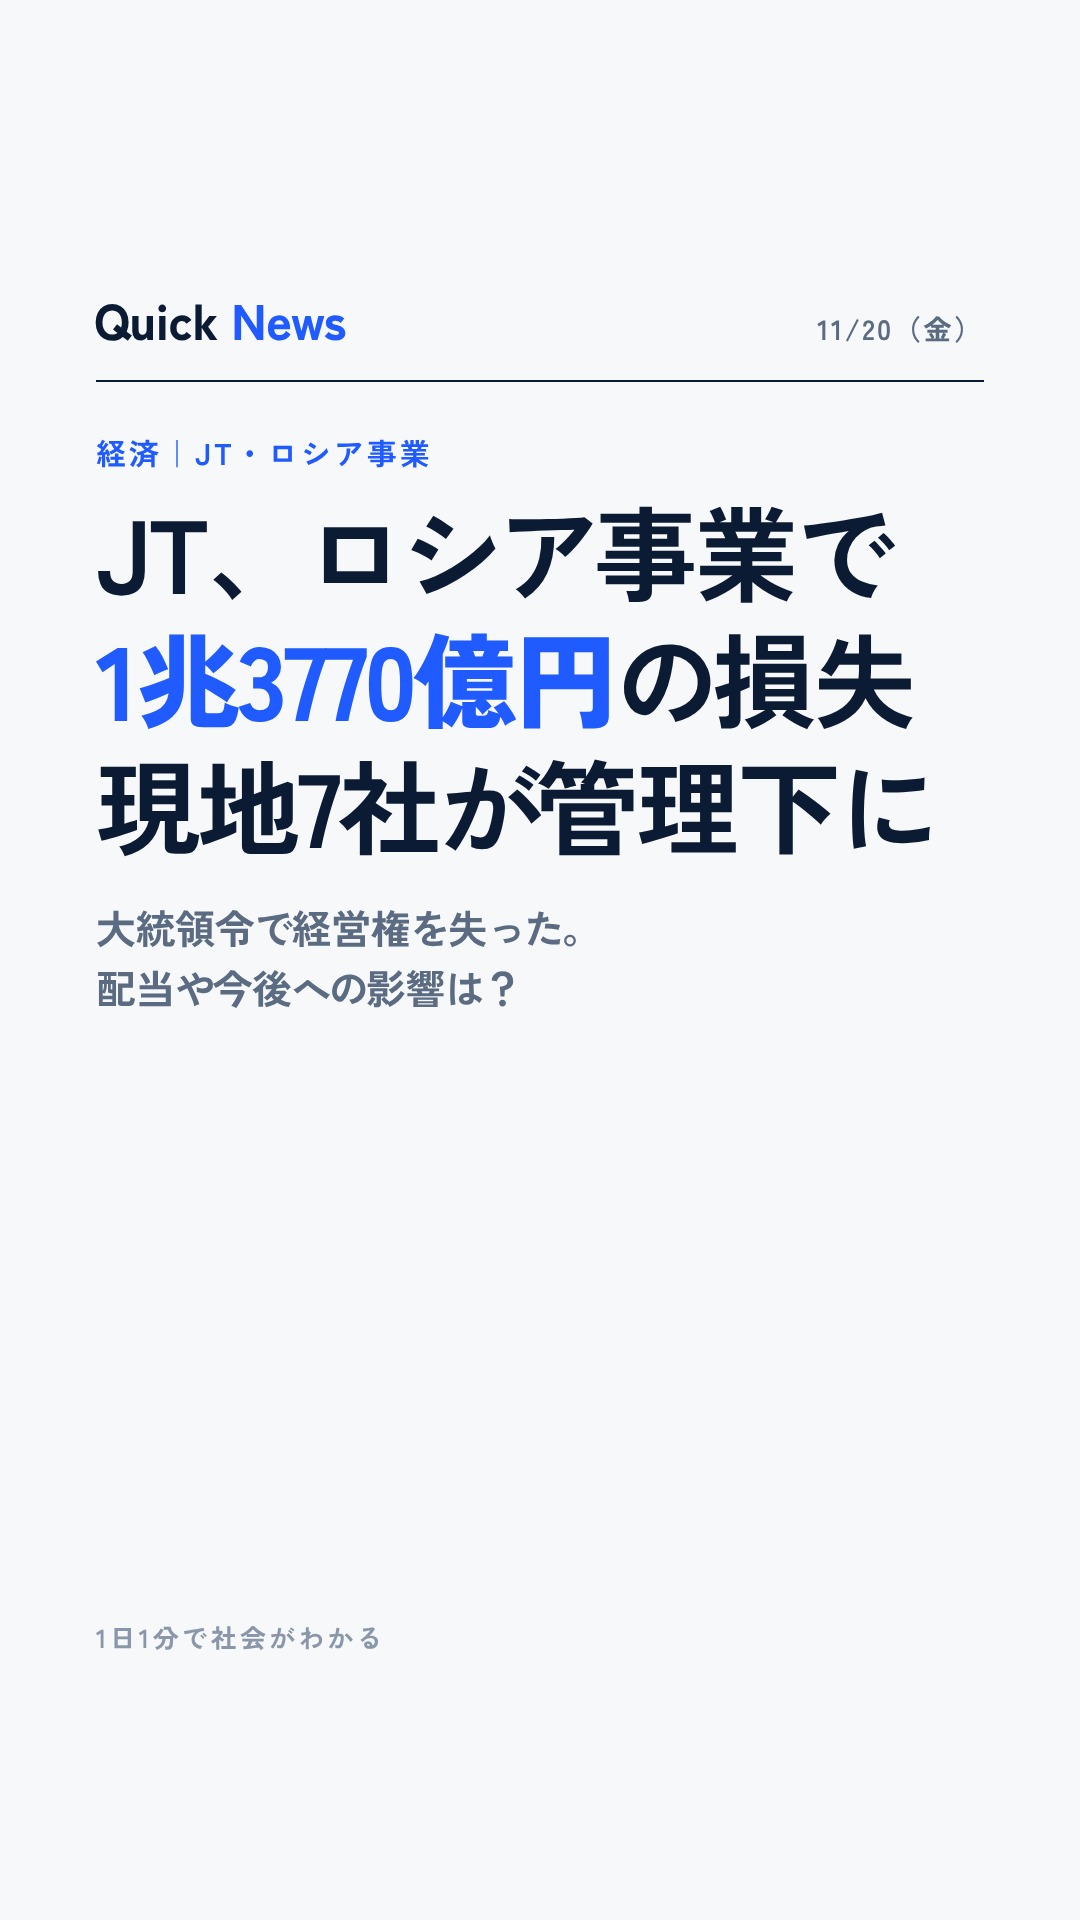 Quick News
11/20（金）
経済｜JT・ロシア事業
JT、ロシア事業で
1兆3770億円の損失
現地7社が管理下に
大統領令で経営権を失った。
配当や今後への影響は？
1日1分で社会がわかる